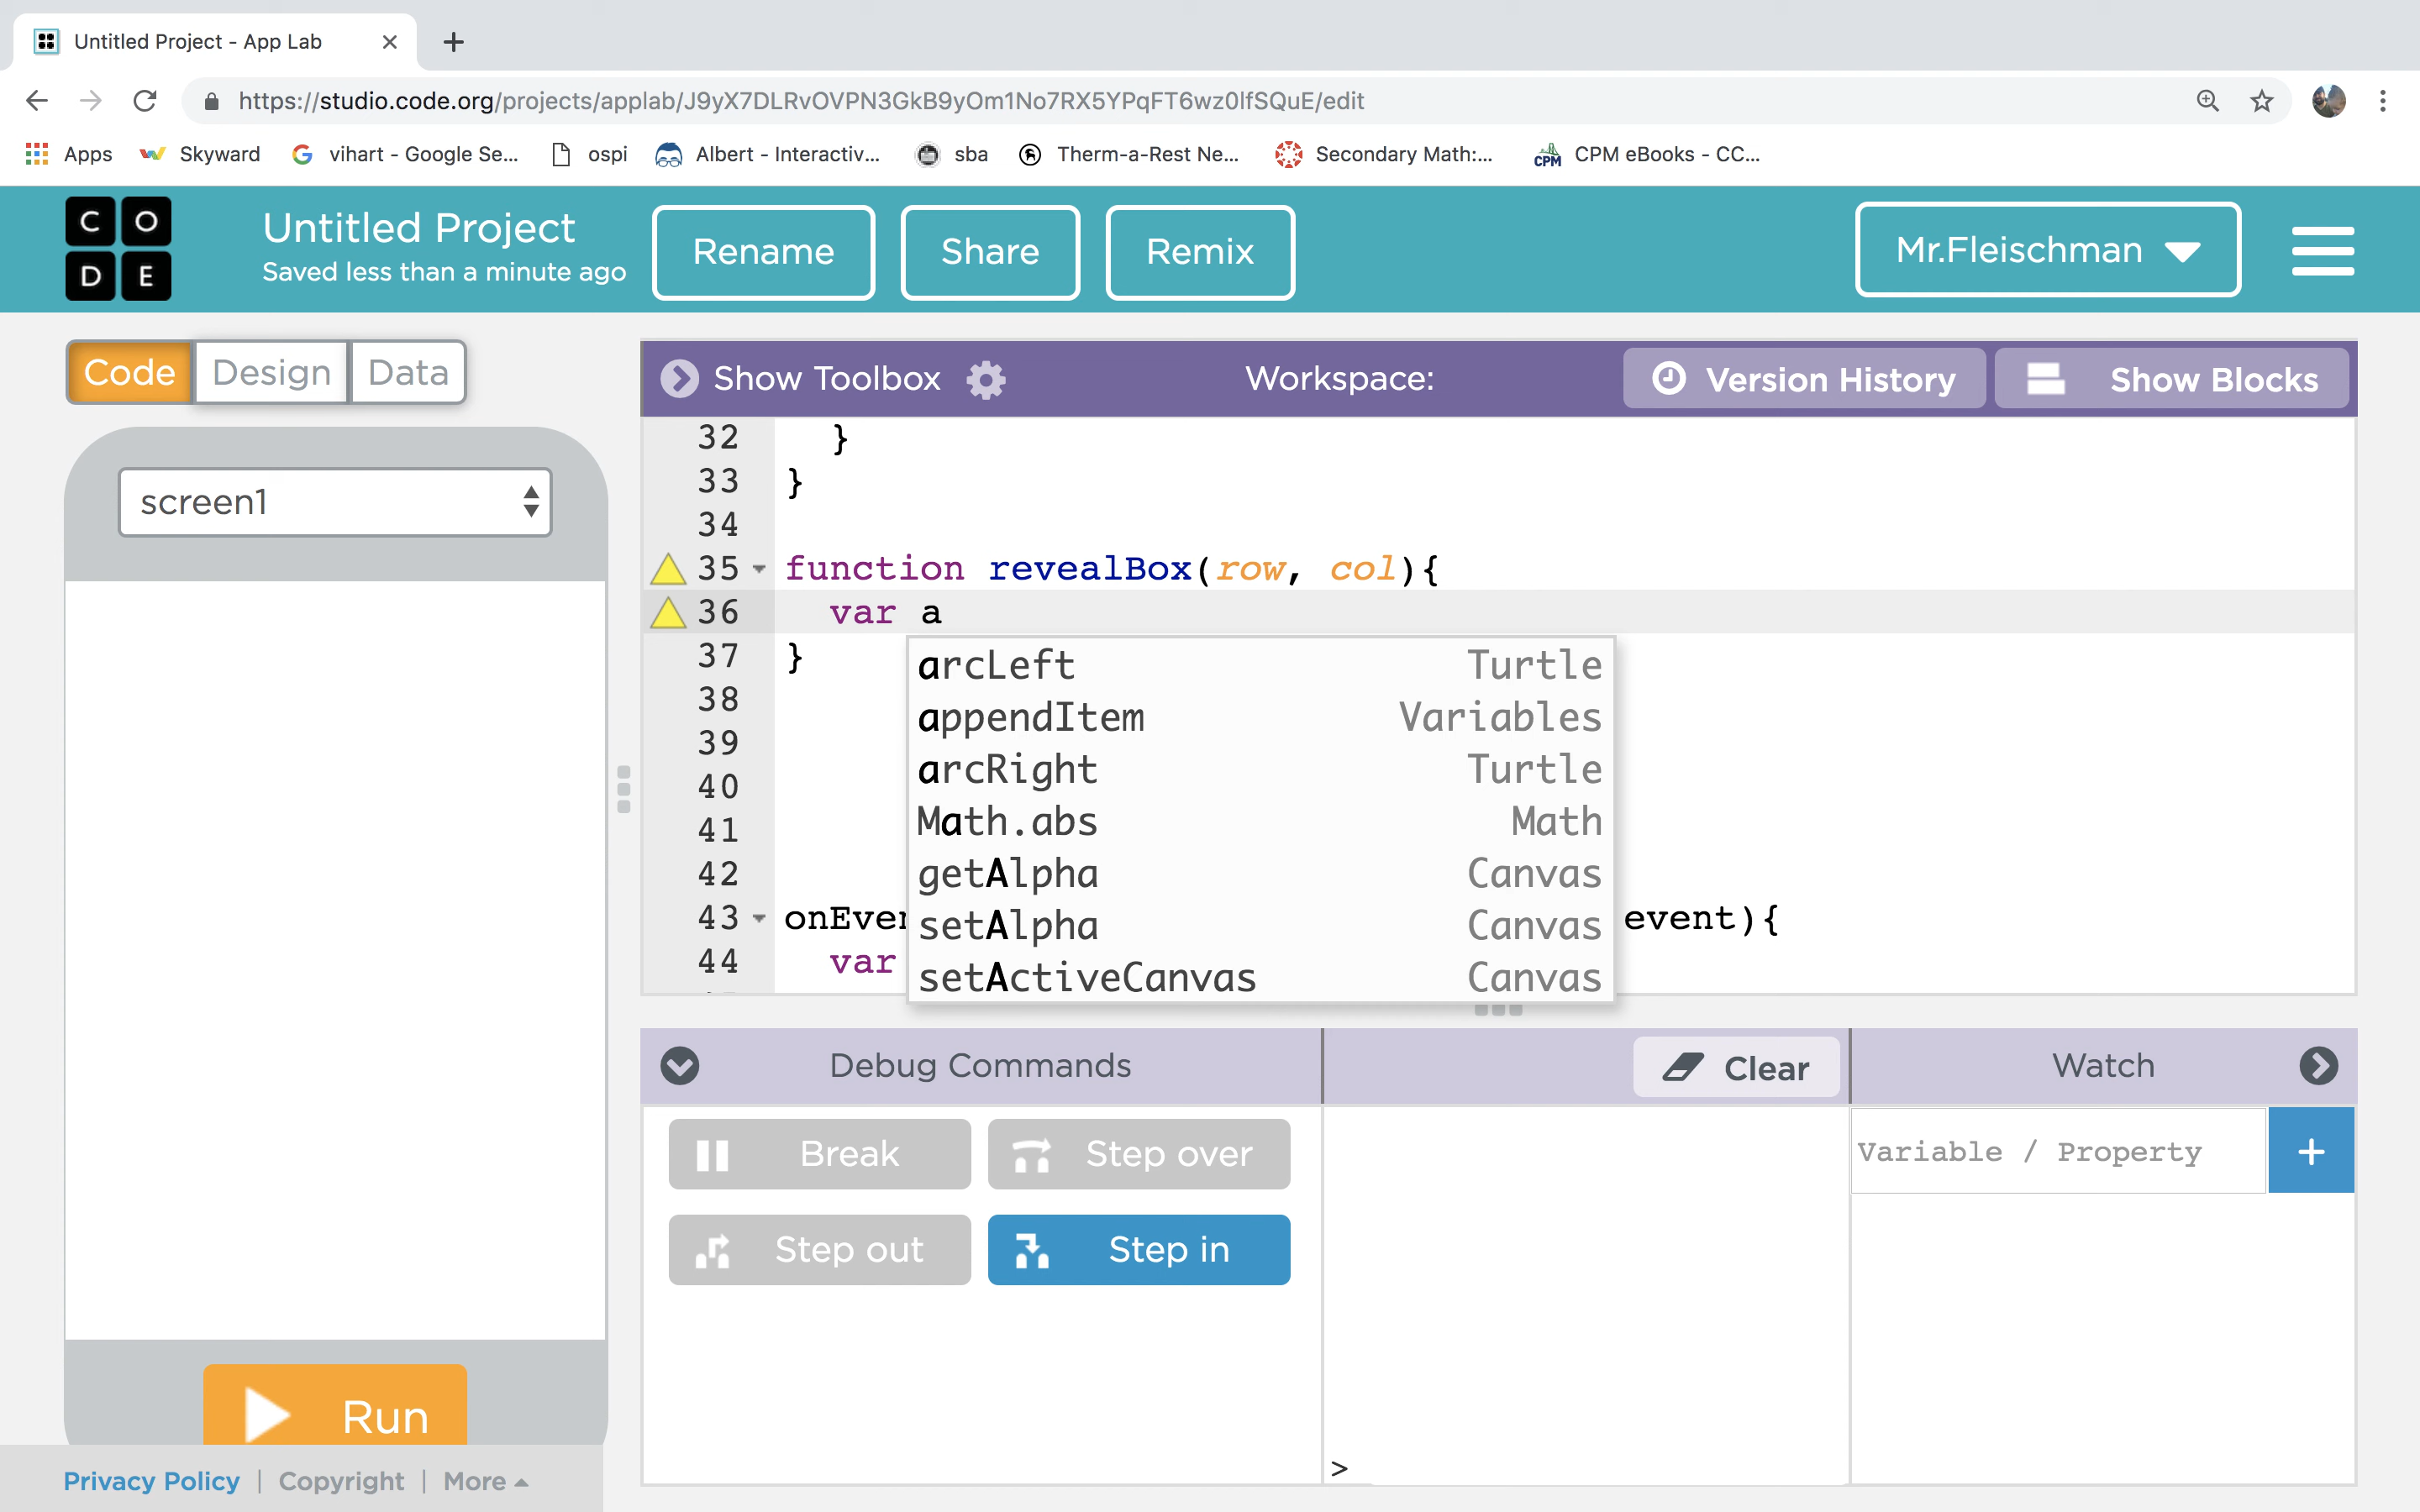 Untitled Project - App Lab
https://studio.code.org/projects/applab/J9yX7DLRvOVPN3GkB9yOm1No7RX5YPqFT6wz0lfSQuE/edit
Apps Skyward vihart - Google Se... ospi Albert - Interactiv... sba Therm-a-Rest Ne... Secondary Math:... CPM CPM eBooks - CC...
C O
D E
Untitled Project
Saved less than a minute ago
Rename Share Remix Mr.Fleischman
Code Design Data
Show Toolbox Workspace: Version History Show Blocks
screen1
32 }
33 }
34
35 function revealBox(row, col){
36 var a
37 }
38
39
40
41
42
43 onEver event){
44 var
arcLeft Turtle
appendItem Variables
arcRight Turtle
Math.abs Math
getAlpha Canvas
setAlpha Canvas
setActiveCanvas Canvas
Debug Commands Clear Watch
Break Step over
Step out Step in
Variable / Property +
>
Run
Privacy Policy | Copyright | More